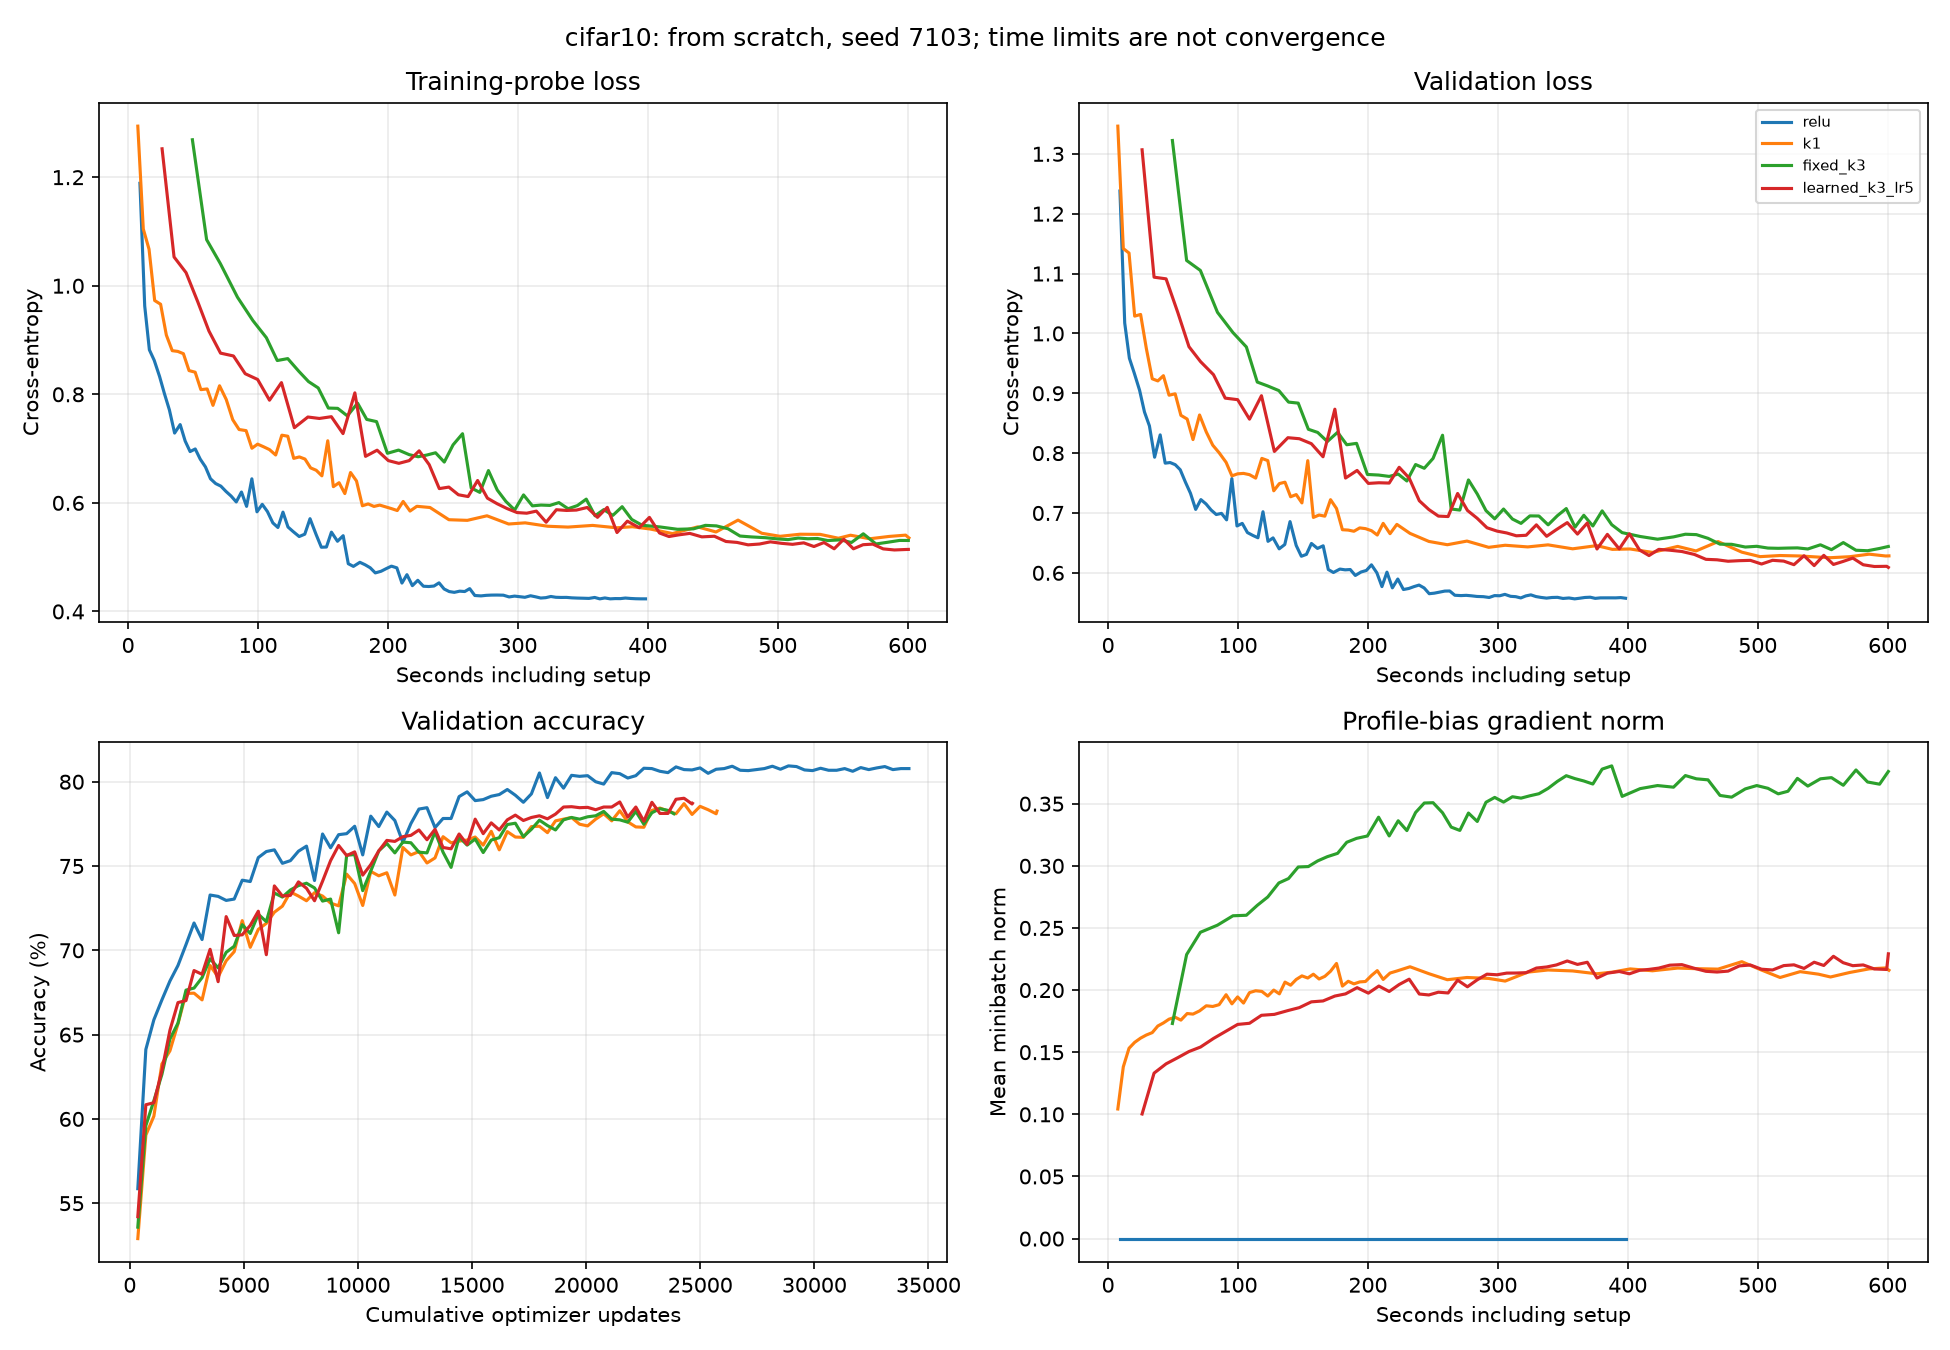 cifar10: from scratch, seed 7103; time limits are not convergence
Training-probe loss
Cross-entropy
1.2
1.0
0.8
0.6
0.4
0 100 200 300 400 500 600
Seconds including setup
Validation loss
Cross-entropy
1.3
1.2
1.1
1.0
0.9
0.8
0.7
0.6
relu
k1
fixed_k3
learned_k3_lr5
0 100 200 300 400 500 600
Seconds including setup
Validation accuracy
Accuracy (%)
80
75
70
65
60
55
0 5000 10000 15000 20000 25000 30000 35000
Cumulative optimizer updates
Profile-bias gradient norm
Mean minibatch norm
0.35
0.30
0.25
0.20
0.15
0.10
0.05
0.00
0 100 200 300 400 500 600
Seconds including setup